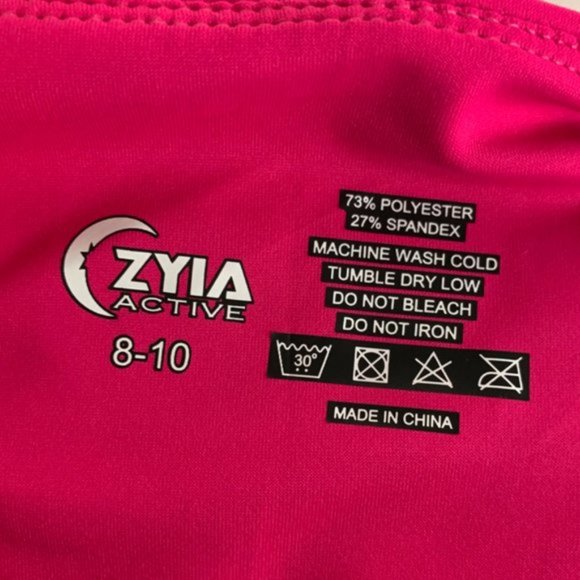 ZYIA
ACTIVE
8-10
73% POLYESTER
27% SPANDEX
MACHINE WASH COLD
TUMBLE DRY LOW
DO NOT BLEACH
DO NOT IRON
30°
MADE IN CHINA